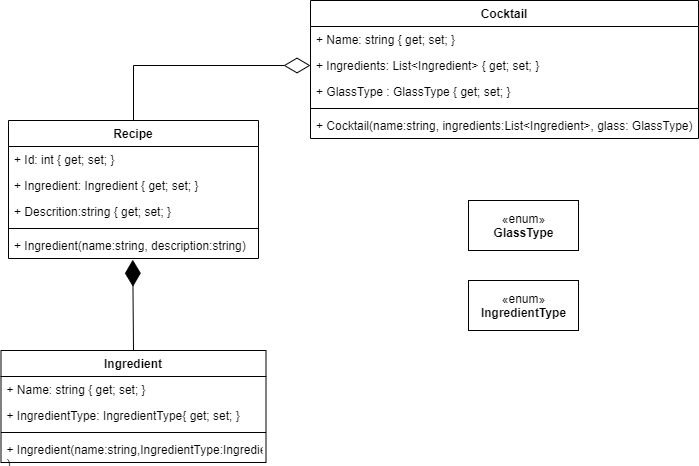 Cocktail
+ Name: string { get; set; }
+ Ingredients: List<Ingredient> { get; set; }
+ GlassType : GlassType { get; set; }
+ Cocktail(name:string, ingredients:List<Ingredient>, glass: GlassType)
Recipe
+ Id: int { get; set; }
+ Ingredient: Ingredient { get; set; }
+ Descrition:string { get; set; }
+ Ingredient(name:string, description:string)
«enum»
GlassType
«enum»
IngredientType
Ingredient
+ Name: string { get; set; }
+ IngredientType: IngredientType{ get; set; }
+ Ingredient(name:string,IngredientType:Ingredie
)